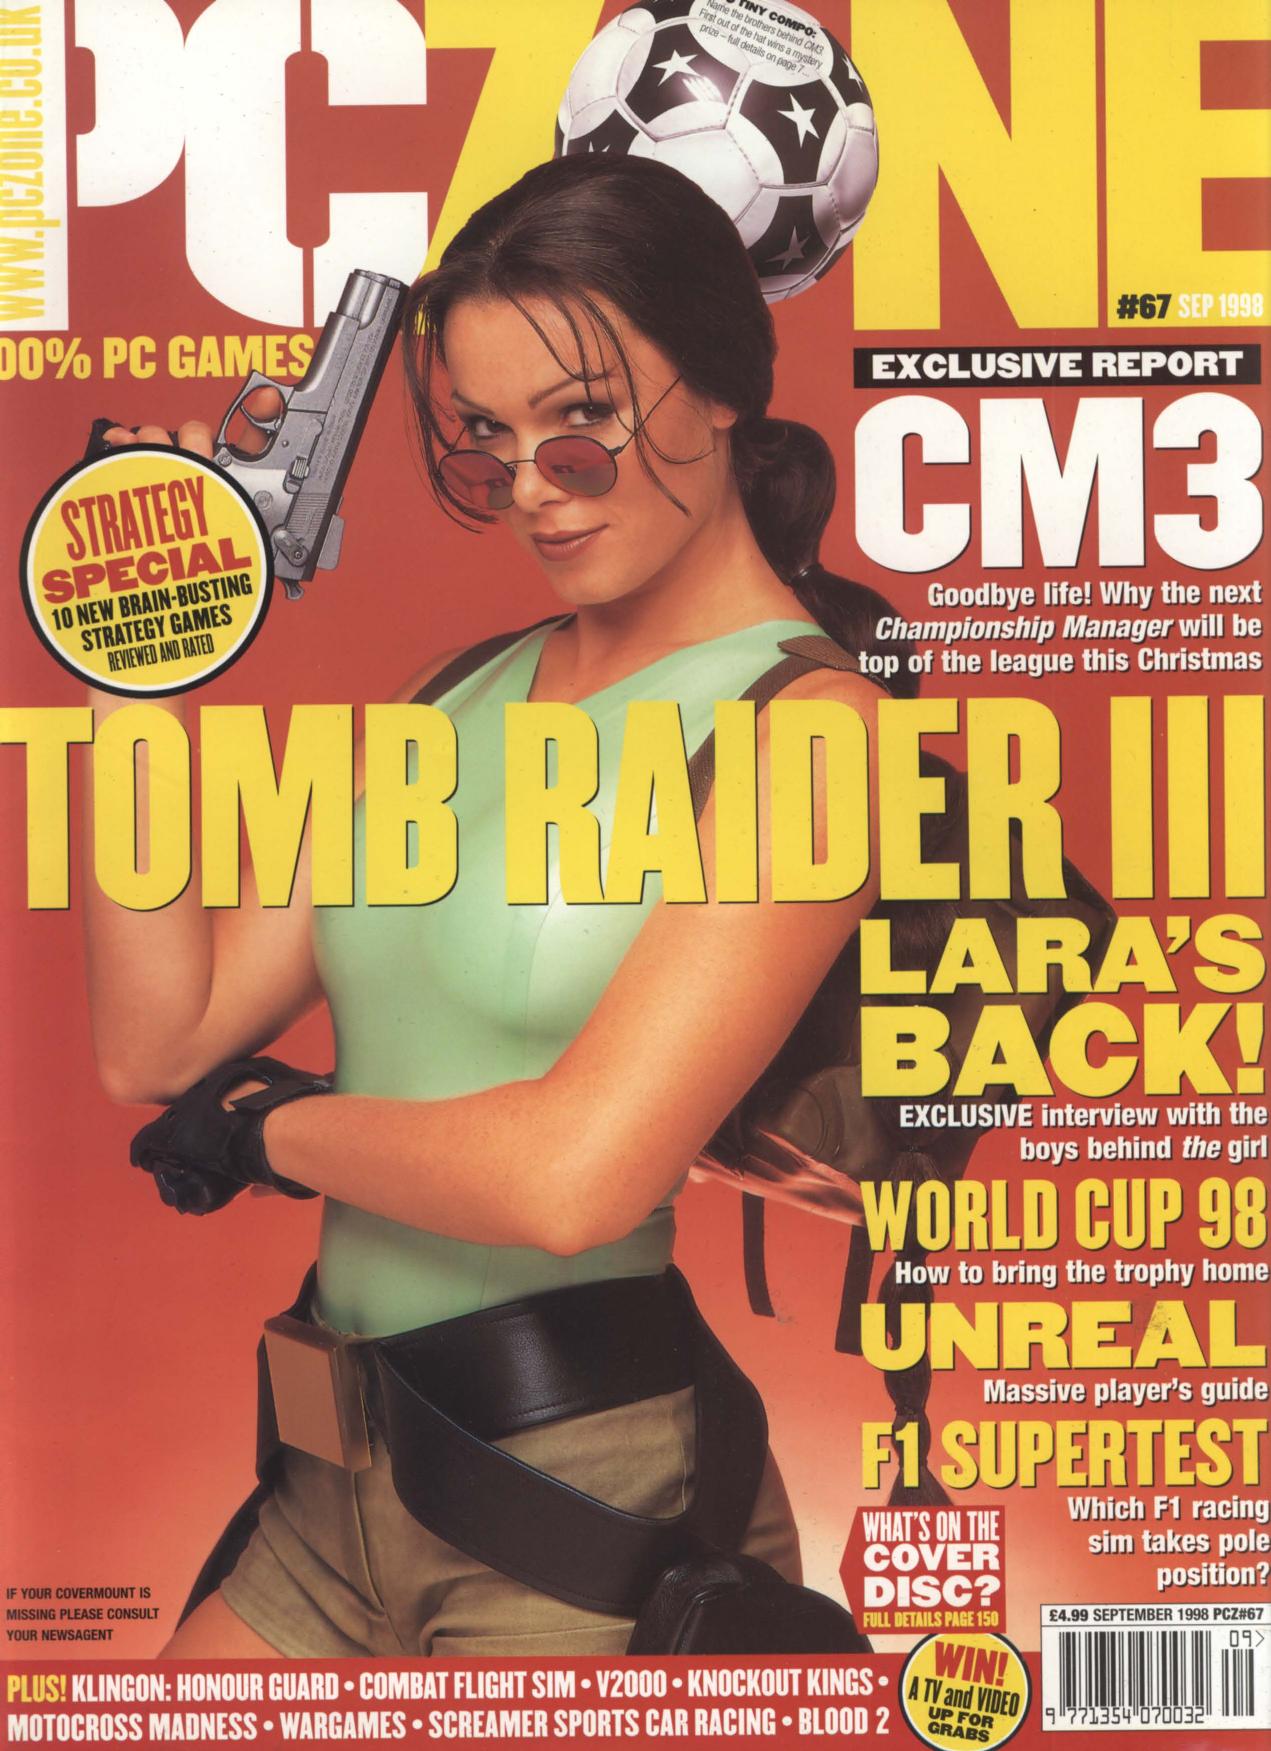 www.pczone.co.uk
PC ZONE
TINY COMPO:
Name the brothers behind CM3.
First out of the hat wins a mystery
prize – full details on page 7...
#67 SEP 1998
00% PC GAMES
EXCLUSIVE REPORT
CM3
Goodbye life! Why the next
Championship Manager will be
top of the league this Christmas
STRATEGY
SPECIAL
10 NEW BRAIN-BUSTING
STRATEGY GAMES
REVIEWED AND RATED
TOMB RAIDER III
LARA'S
BACK!
EXCLUSIVE interview with the
boys behind the girl
WORLD CUP 98
How to bring the trophy home
UNREAL
Massive player's guide
F1 SUPERTEST
Which F1 racing
sim takes pole
position?
WHAT'S ON THE
COVER
DISC?
FULL DETAILS PAGE 150
IF YOUR COVERMOUNT IS
MISSING PLEASE CONSULT
YOUR NEWSAGENT
£4.99 SEPTEMBER 1998 PCZ#67
09>
9 771354 070032
WIN!
A TV and VIDEO
UP FOR
GRABS
PLUS! KLINGON: HONOUR GUARD • COMBAT FLIGHT SIM • V2000 • KNOCKOUT KINGS •
MOTOCROSS MADNESS • WARGAMES • SCREAMER SPORTS CAR RACING • BLOOD 2